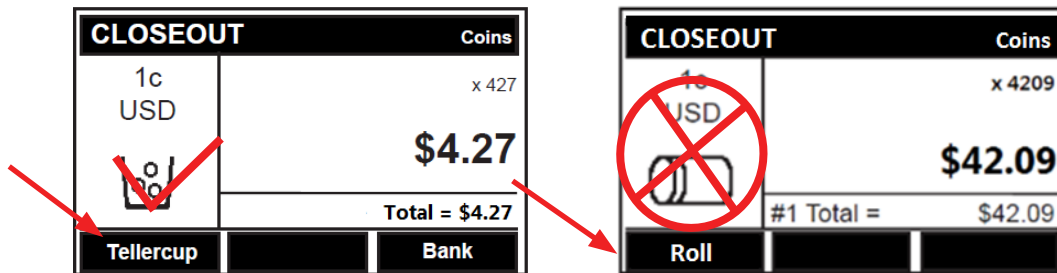 CLOSEOUT Coins
1c x 427
USD
$4.27
Total = $4.27
Tellercup Bank
CLOSEOUT Coins
1c x 4209
USD
$42.09
#1 Total = $42.09
Roll